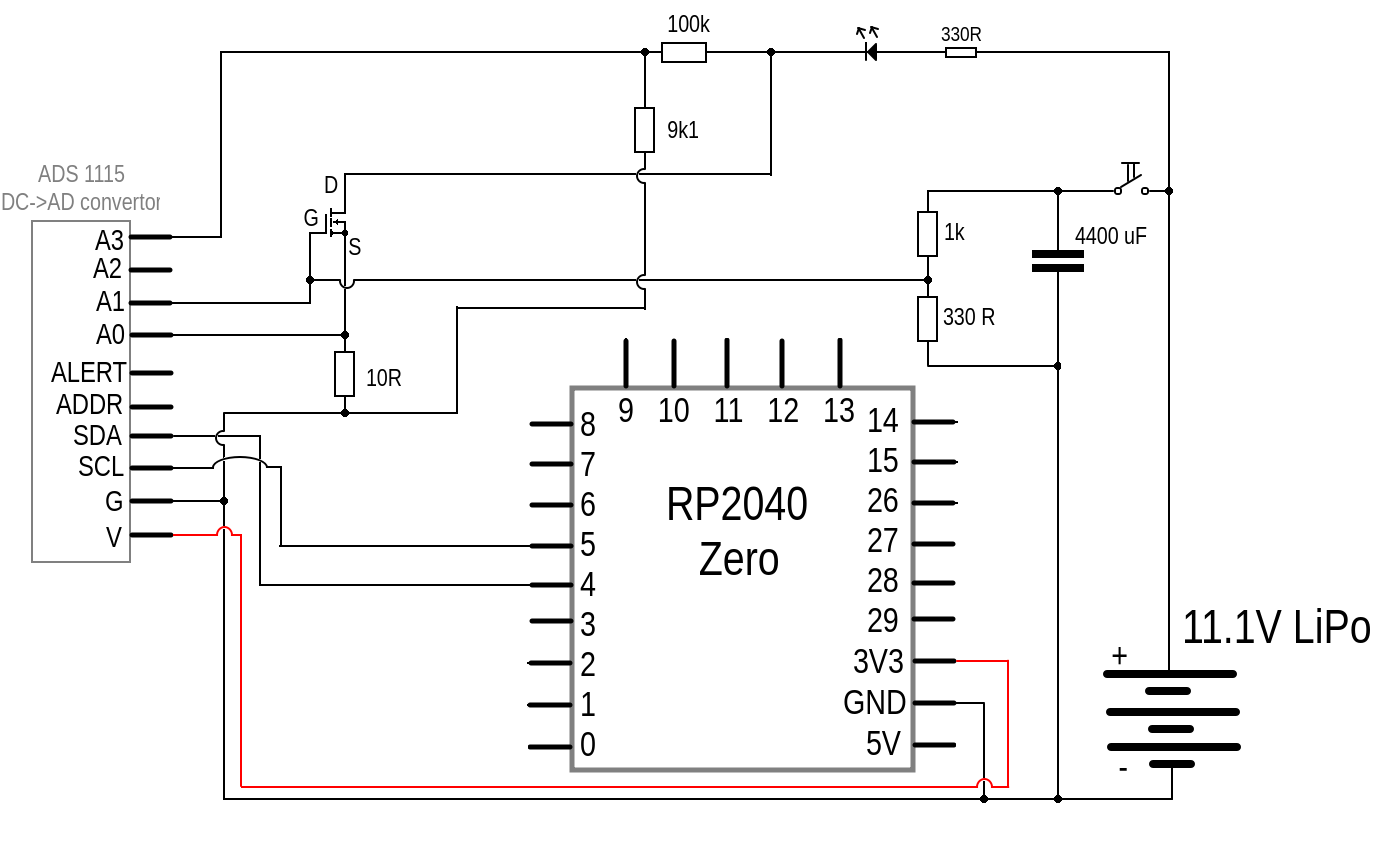 100k
330R
9k1
ADS 1115
DC->AD convertor
D
G
S
A3
A2
A1
A0
ALERT
ADDR
SDA
SCL
G
V
10R
1k
330 R
4400 uF
9 10 11 12 13
8
7
6
5
4
3
2
1
0
RP2040
Zero
14
15
26
27
28
29
3V3
GND
5V
11.1V LiPo
+
-